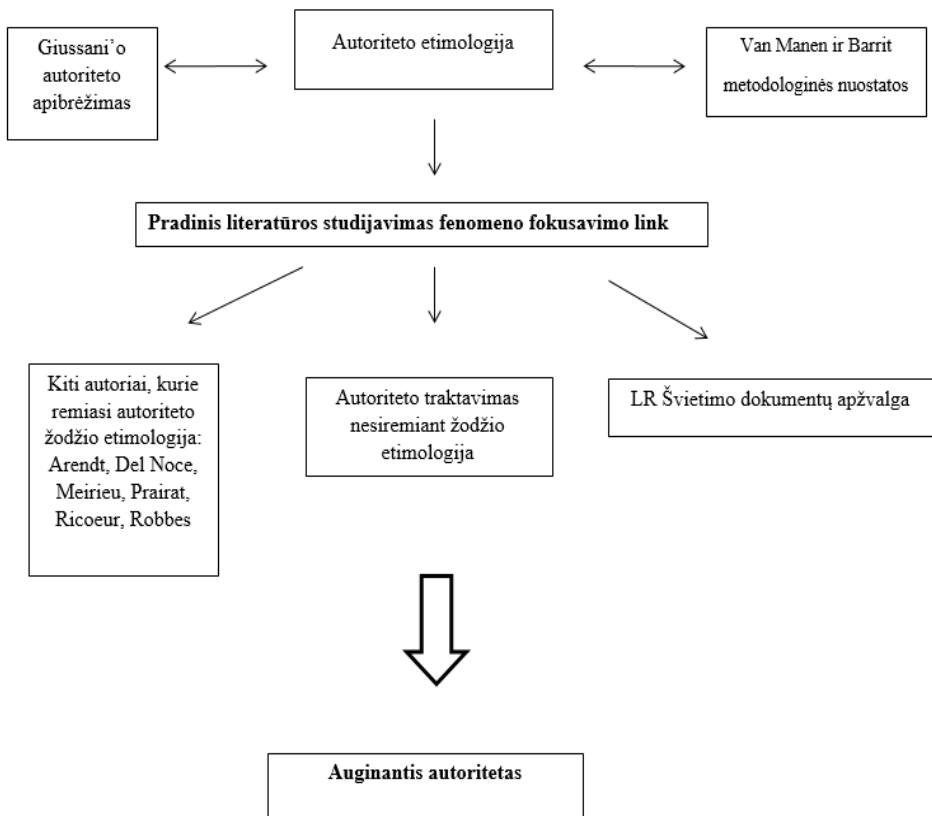 Giussani’o
autoriteto
apibrėžimas
Autoriteto etimologija
Van Manen ir Barrit
metodologinės nuostatos
Pradinis literatūros studijavimas fenomeno fokusavimo link
Kiti autoriai, kurie
remiasi autoriteto
žodžio etimologija:
Arendt, Del Noce,
Meirieu, Prairat,
Ricoeur, Robbes
Autoriteto traktavimas
nesiremiant žodžio
etimologija
LR Švietimo dokumentų apžvalga
Auginantis autoritetas